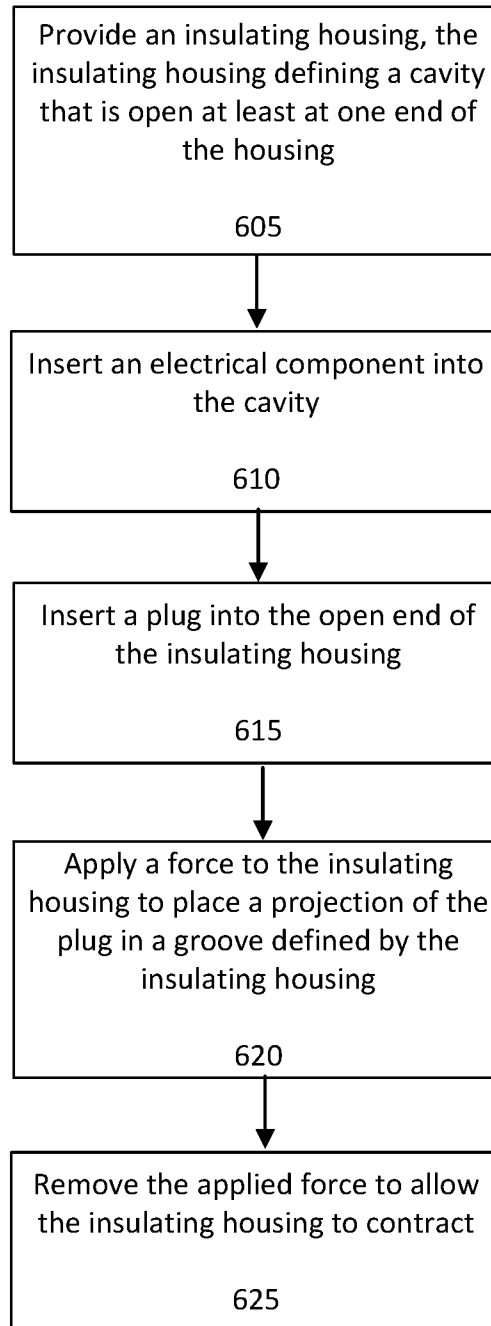 Provide an insulating housing, the
insulating housing defining a cavity
that is open at least at one end of
the housing
605
Insert an electrical component into
the cavity
610
Insert a plug into the open end of
the insulating housing
615
Apply a force to the insulating
housing to place a projection of the
plug in a groove defined by the
insulating housing
620
Remove the applied force to allow
the insulating housing to contract
625